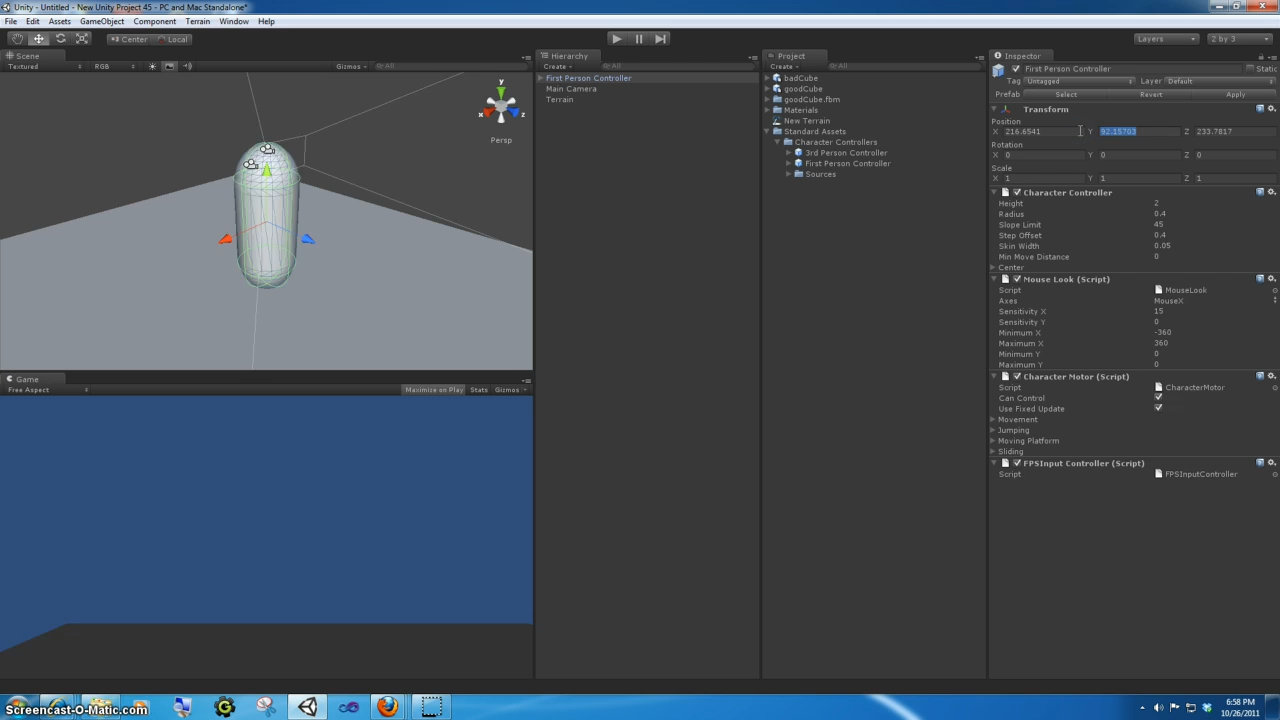 Unity - Untitled - New Unity Project 45 - PC and Mac Standalone*
File Edit Assets GameObject Component Terrain Window Help
Center Local Layers 2 by 3
Scene
Textured RGB Gizmos All
y
x z
Persp
Game
Free Aspect Maximize on Play Stats Gizmos
Hierarchy
Create All
First Person Controller
Main Camera
Terrain
Project
Create All
badCube
goodCube
goodCube.fbm
Materials
New Terrain
Standard Assets
Character Controllers
3rd Person Controller
First Person Controller
Sources
Inspector
First Person Controller Static
Tag Untagged Layer Default
Prefab Select Revert Apply
Transform
Position
X 216.6541 Y 92.15703 Z 233.7817
Rotation
X 0 Y 0 Z 0
Scale
X 1 Y 1 Z 1
Character Controller
Height 2
Radius 0.4
Slope Limit 45
Step Offset 0.4
Skin Width 0.05
Min Move Distance 0
Center
Mouse Look (Script)
Script MouseLook
Axes MouseX
Sensitivity X 15
Sensitivity Y 0
Minimum X -360
Maximum X 360
Minimum Y 0
Maximum Y 0
Character Motor (Script)
Script CharacterMotor
Can Control
Use Fixed Update
Movement
Jumping
Moving Platform
Sliding
FPSInput Controller (Script)
Script FPSInputController
Screencast-O-Matic.com
6:58 PM
10/26/2011